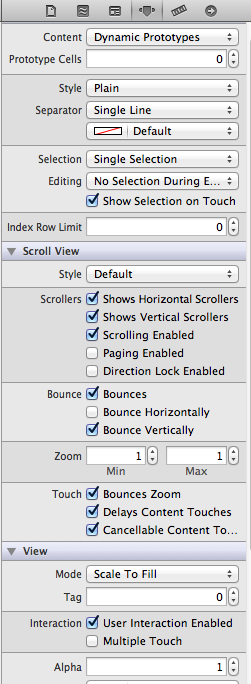 Content Dynamic Prototypes
Prototype Cells 0
Style Plain
Separator Single Line
Default
Selection Single Selection
Editing No Selection During E...
Show Selection on Touch
Index Row Limit 0
Scroll View
Style Default
Scrollers Shows Horizontal Scrollers
Shows Vertical Scrollers
Scrolling Enabled
Paging Enabled
Direction Lock Enabled
Bounce Bounces
Bounce Horizontally
Bounce Vertically
Zoom 1 1
Min Max
Touch Bounces Zoom
Delays Content Touches
Cancellable Content To...
View
Mode Scale To Fill
Tag 0
Interaction User Interaction Enabled
Multiple Touch
Alpha 1